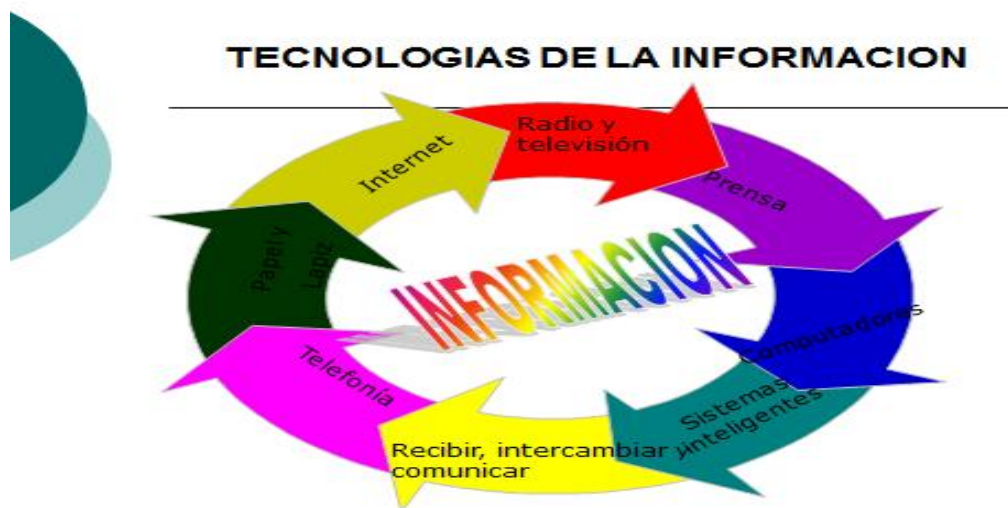 TECNOLOGIAS DE LA INFORMACION
Radio y
televisión
Prensa
Computadores
Sistemas
inteligentes
Recibir, intercambiar y
comunicar
Telefonía
Papel y
Lapiz
Internet
INFORMACION